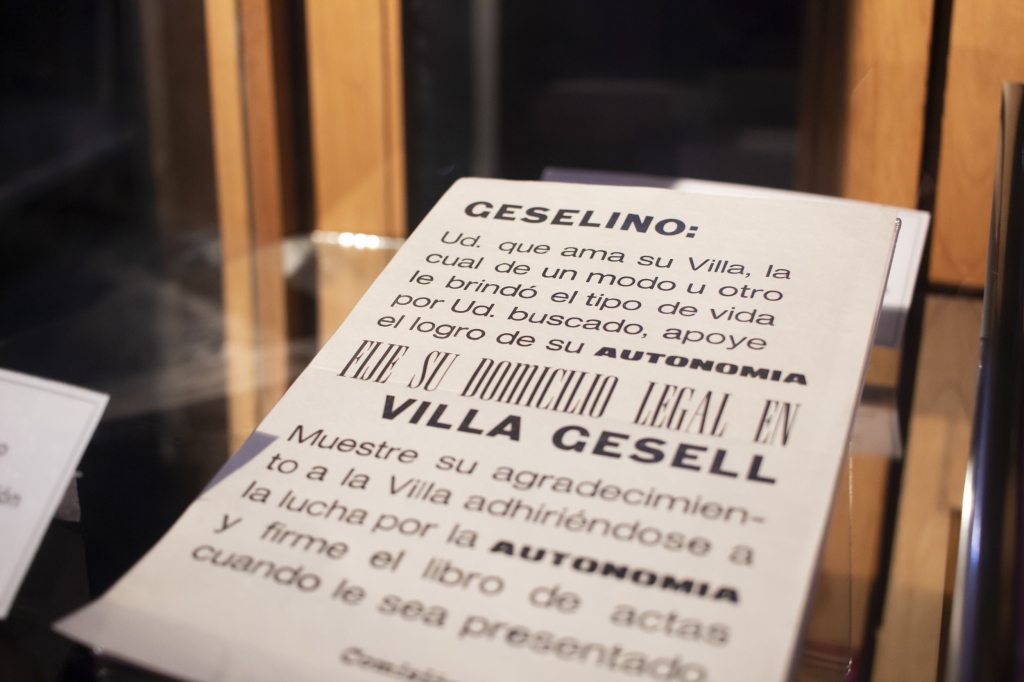 GESELINO:
Ud. que ama su Villa, la
cual de un modo u otro
le brindó el tipo de vida
por Ud. buscado, apoye
el logro de su AUTONOMIA
FIJE SU DOMICILIO LEGAL EN
VILLA GESELL
Muestre su agradecimien-
to a la Villa adhiriéndose a
la lucha por la AUTONOMIA
y firme el libro de actas
cuando le sea presentado